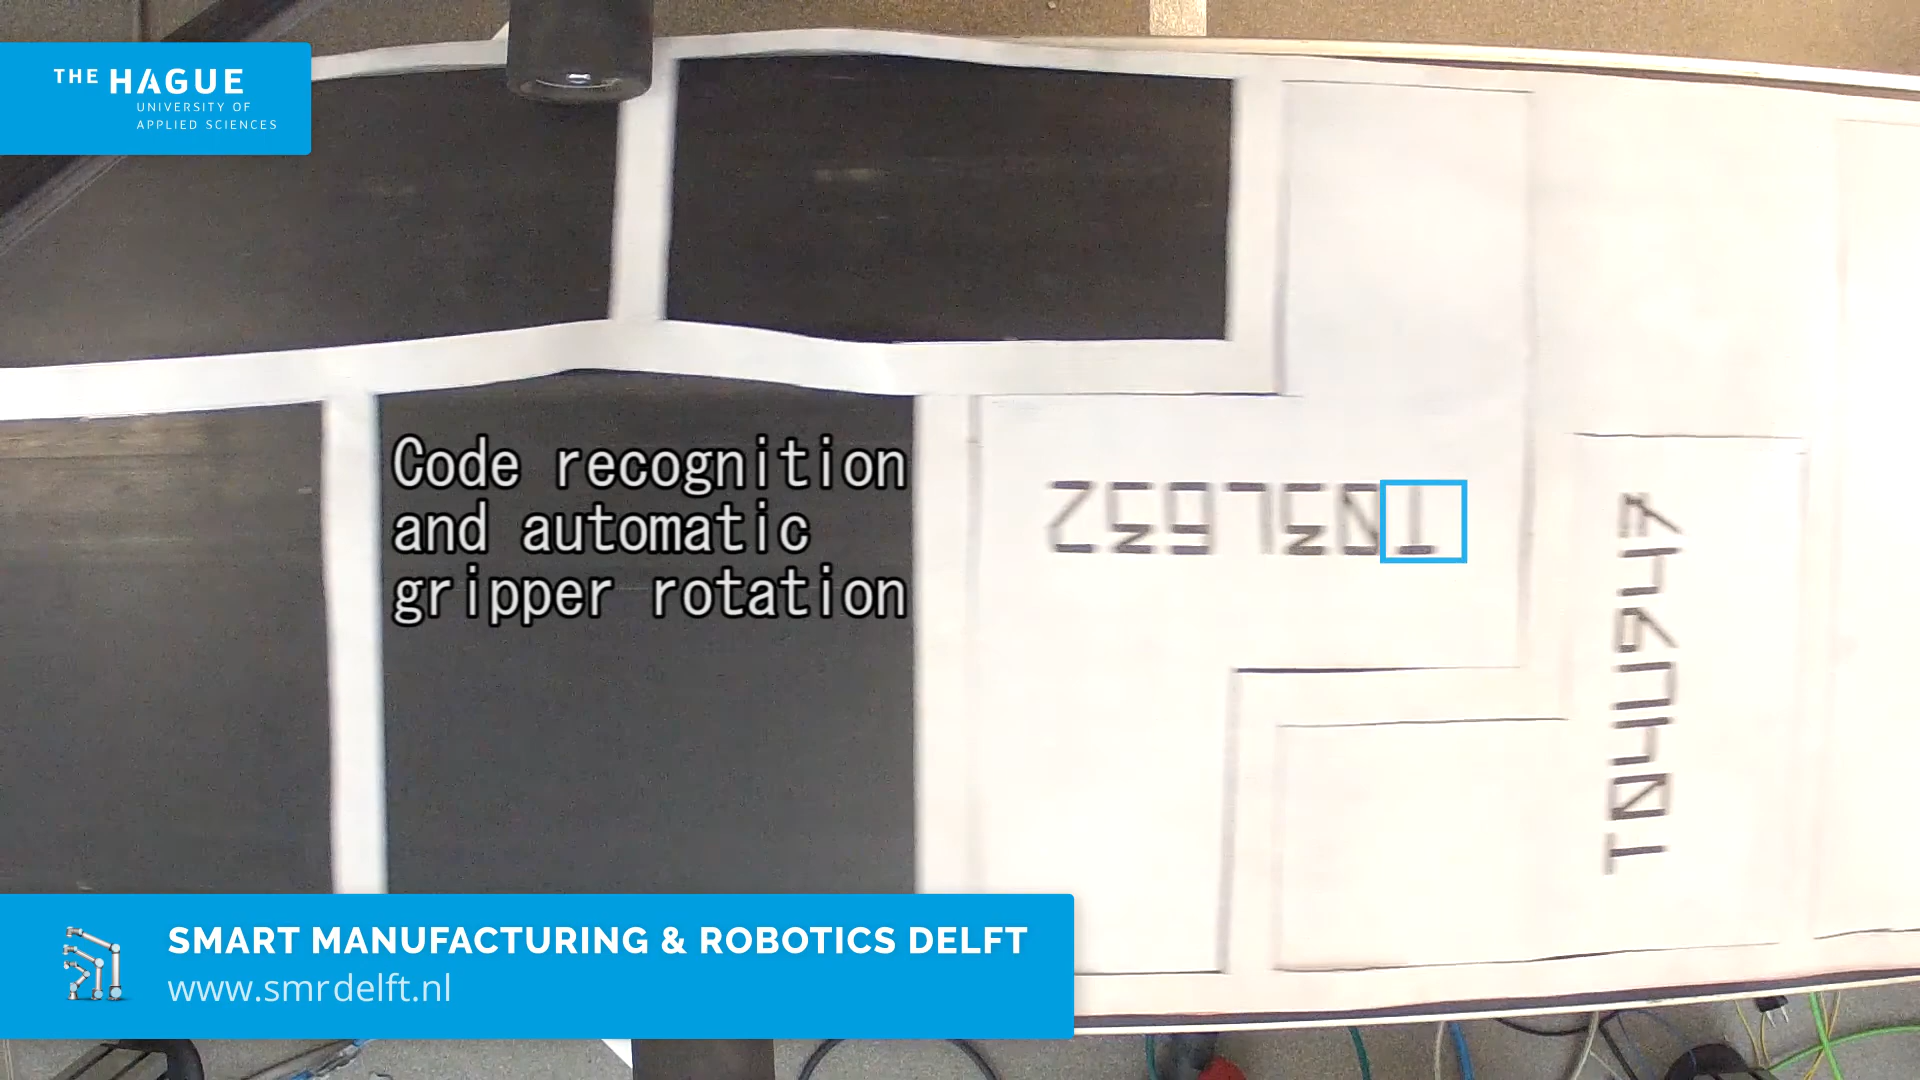 THE HAGUE
UNIVERSITY OF
APPLIED SCIENCES
Code recognition
and automatic
gripper rotation
SMART MANUFACTURING & ROBOTICS DELFT
www.smrdelft.nl